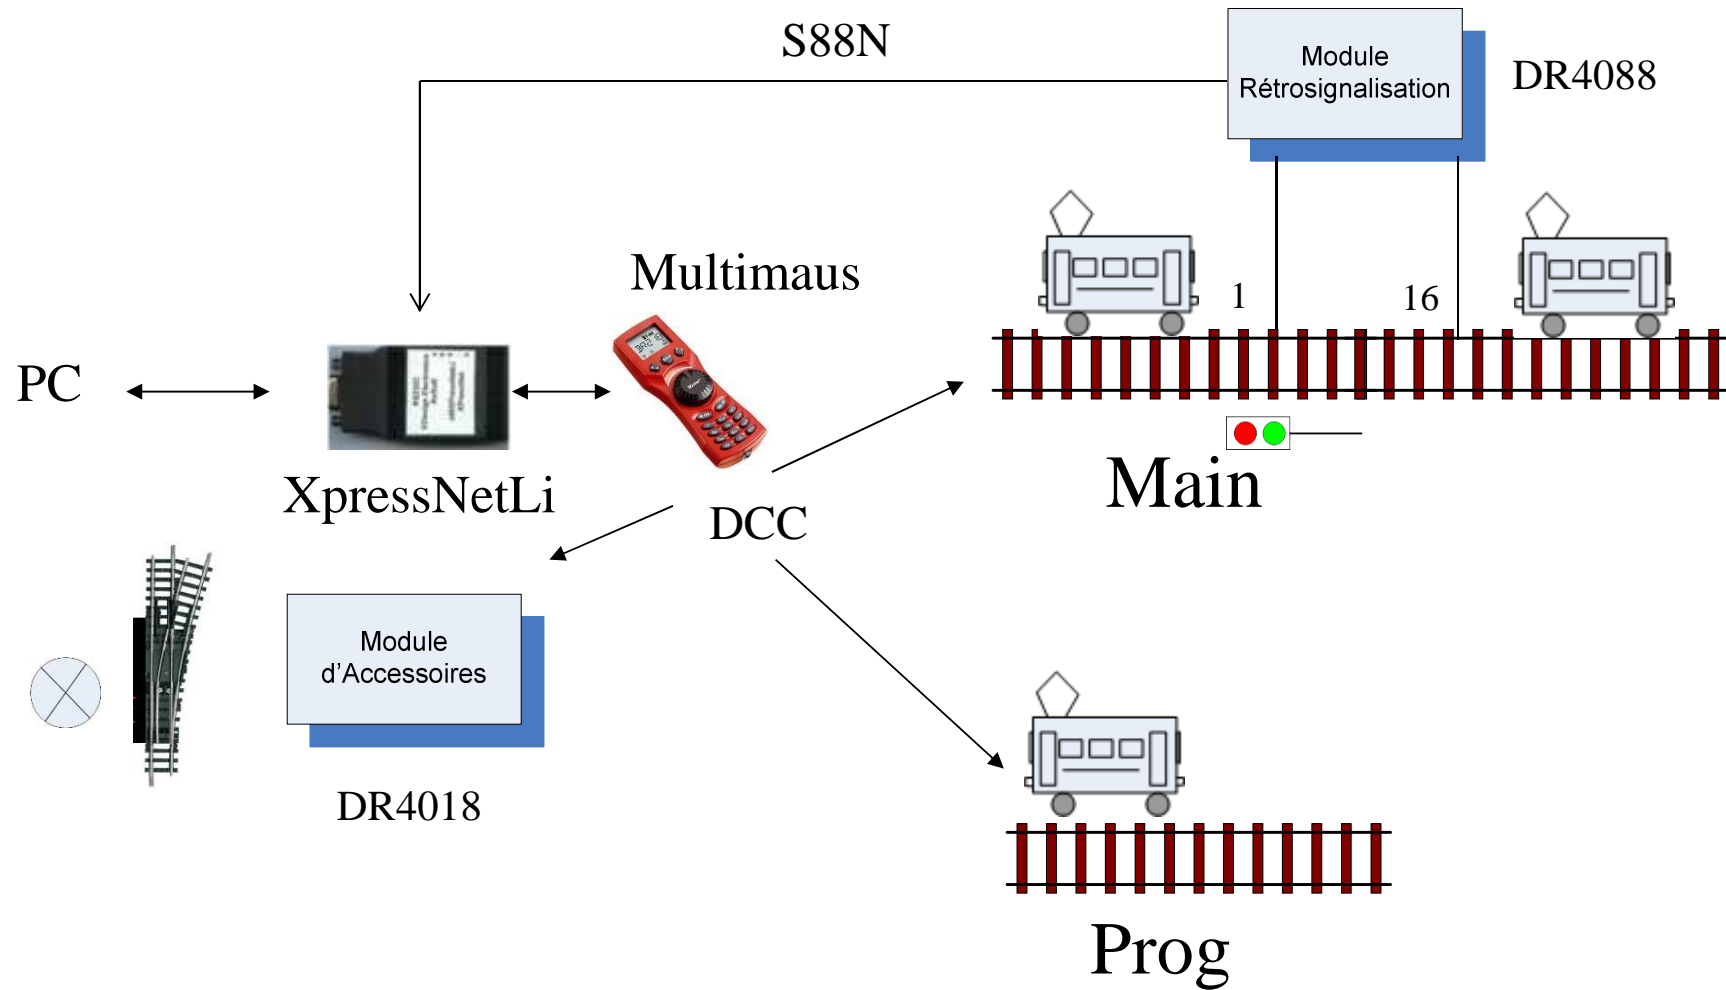 S88N
Module
Rétrosignalisation
DR4088
Multimaus
1
16
PC
XpressNetLi
DCC
Main
Module
d'Accessoires
DR4018
Prog